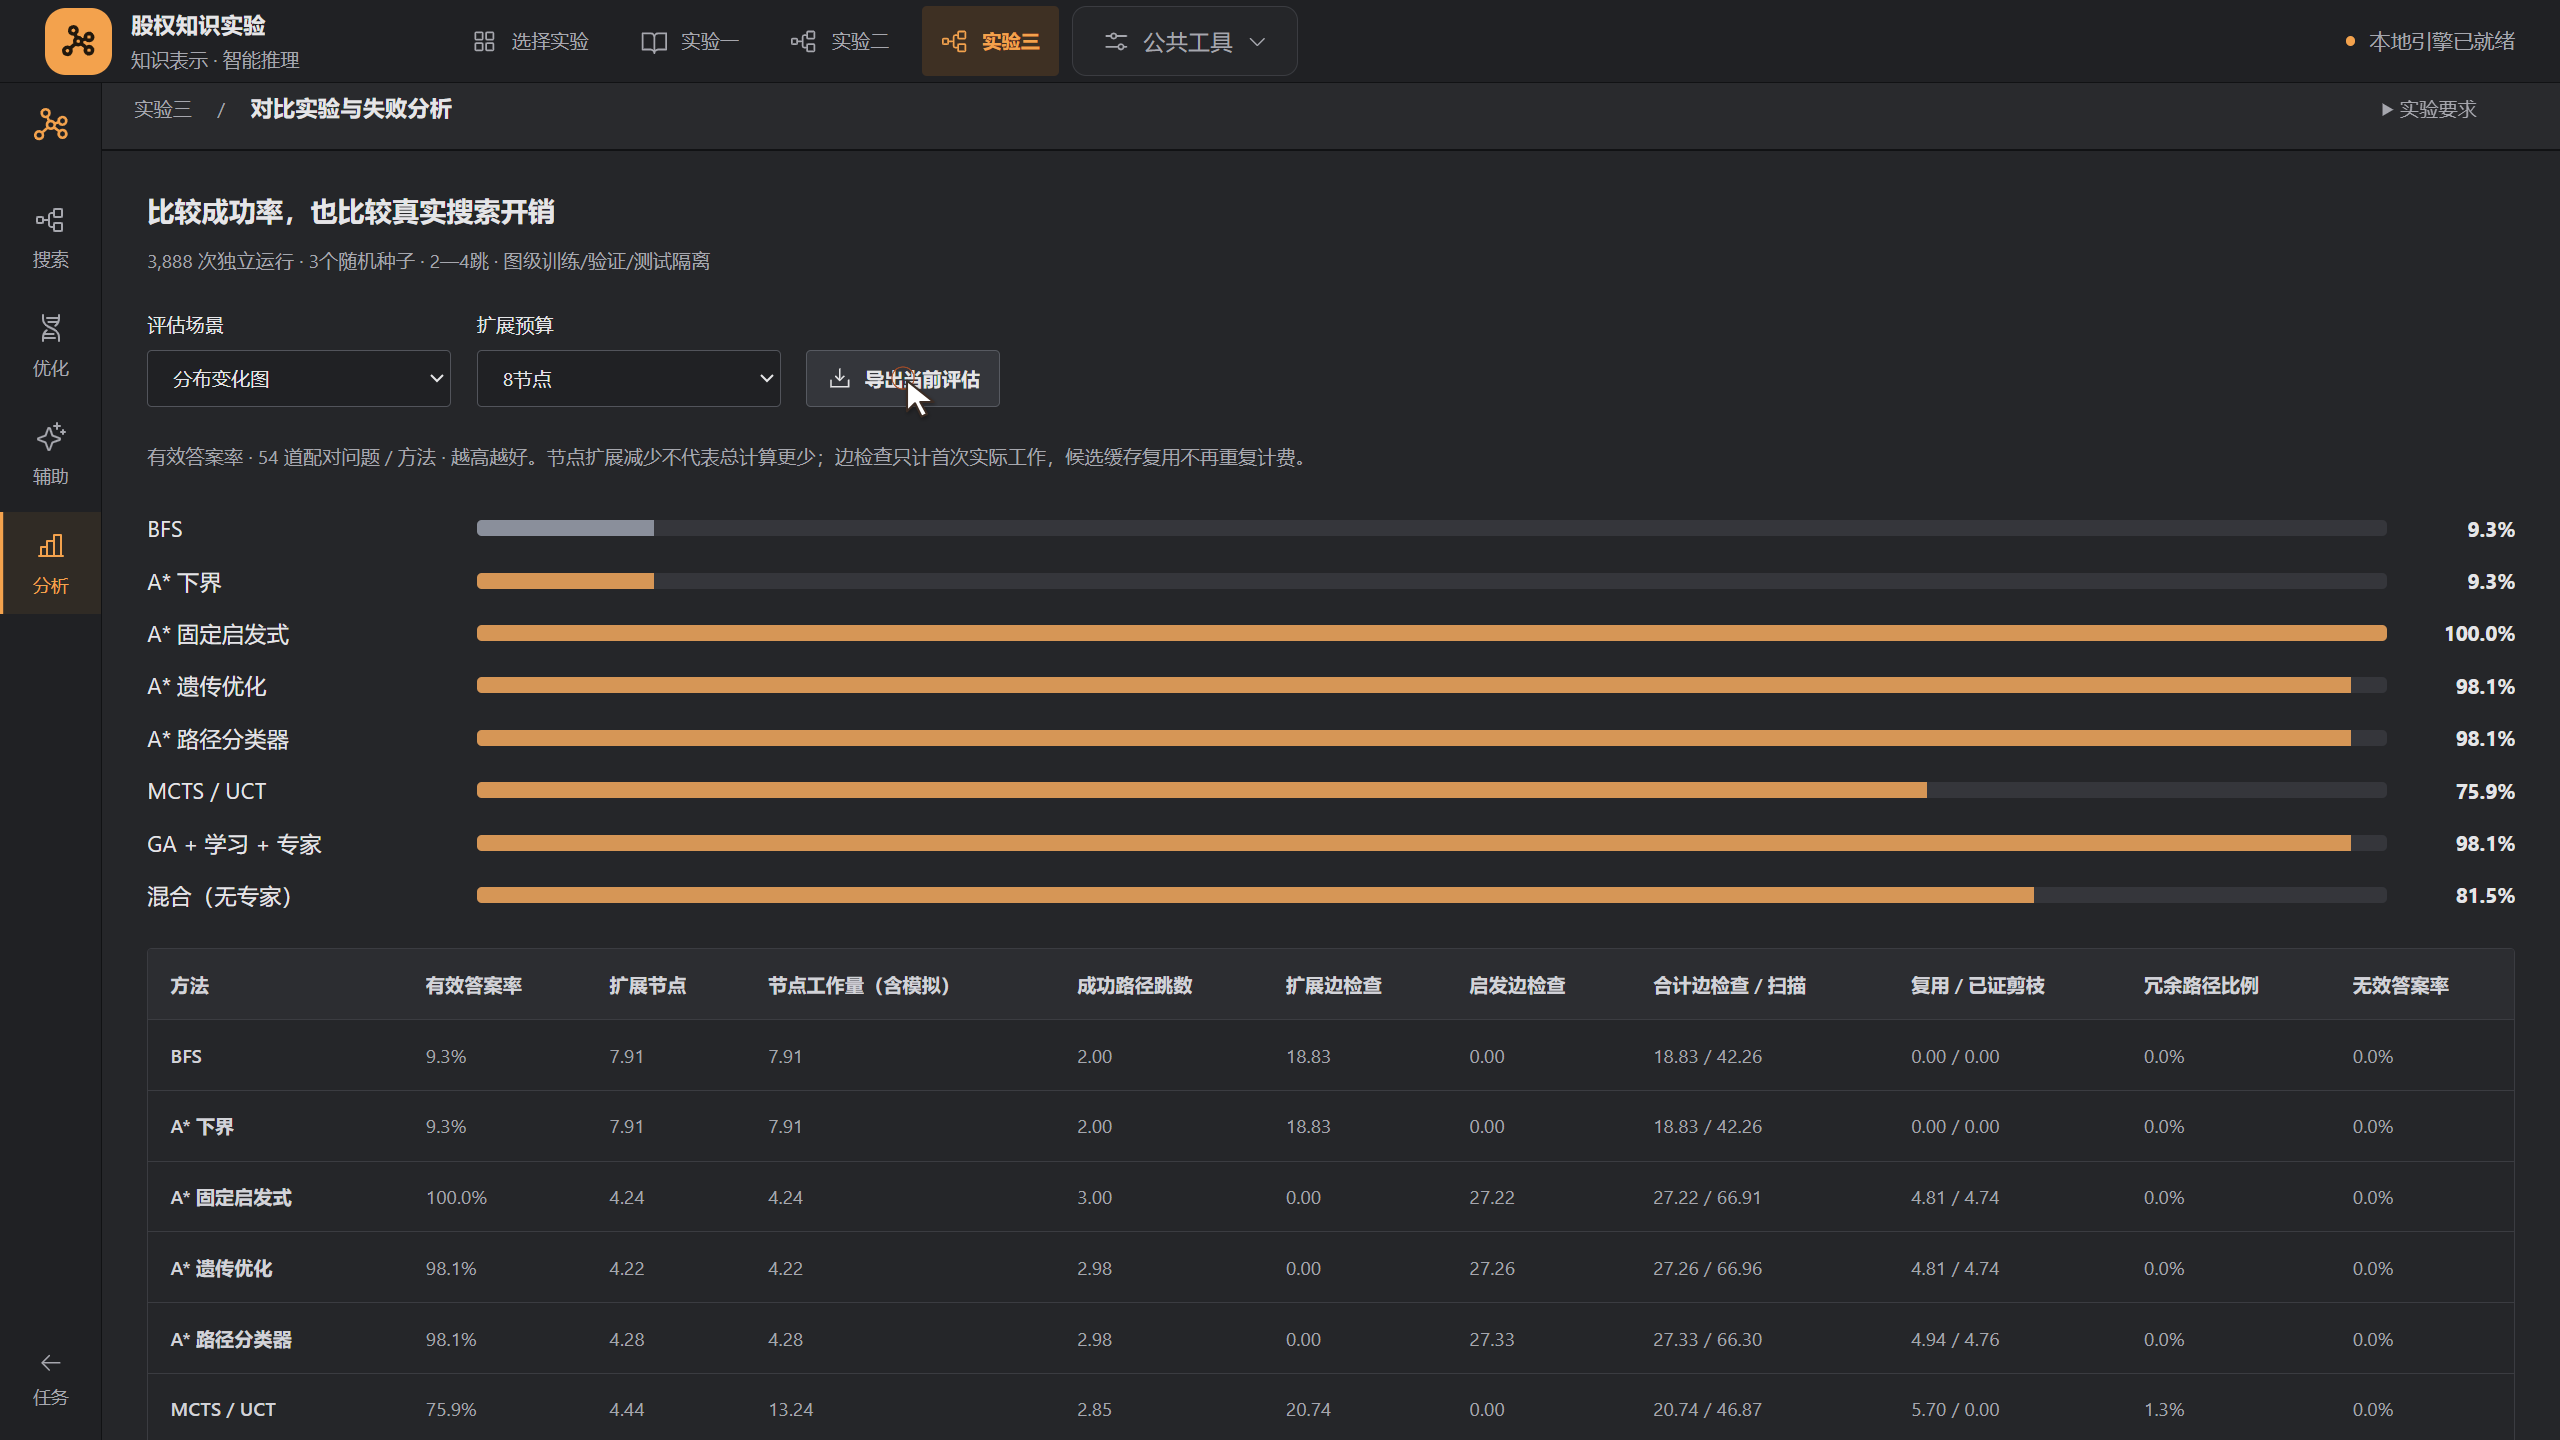 股权知识实验
知识表示 · 智能推理
选择实验
实验一
实验二
实验三
公共工具
本地引擎已就绪
实验三 / 对比实验与失败分析
实验要求
搜索
优化
辅助
分析
任务
比较成功率，也比较真实搜索开销
3,888 次独立运行 · 3个随机种子 · 2—4跳 · 图级训练/验证/测试隔离
评估场景
扩展预算
分布变化图
8节点
导出当前评估
有效答案率 · 54 道配对问题 / 方法 · 越高越好。节点扩展减少不代表总计算更少；边检查只计首次实际工作，候选缓存复用不再重复计费。
BFS 9.3%
A* 下界 9.3%
A* 固定启发式 100.0%
A* 遗传优化 98.1%
A* 路径分类器 98.1%
MCTS / UCT 75.9%
GA + 学习 + 专家 98.1%
混合（无专家） 81.5%
方法 有效答案率 扩展节点 节点工作量（含模拟） 成功路径跳数 扩展边检查 启发边检查 合计边检查 / 扫描 复用 / 已证剪枝 冗余路径比例 无效答案率
BFS 9.3% 7.91 7.91 2.00 18.83 0.00 18.83 / 42.26 0.00 / 0.00 0.0% 0.0%
A* 下界 9.3% 7.91 7.91 2.00 18.83 0.00 18.83 / 42.26 0.00 / 0.00 0.0% 0.0%
A* 固定启发式 100.0% 4.24 4.24 3.00 0.00 27.22 27.22 / 66.91 4.81 / 4.74 0.0% 0.0%
A* 遗传优化 98.1% 4.22 4.22 2.98 0.00 27.26 27.26 / 66.96 4.81 / 4.74 0.0% 0.0%
A* 路径分类器 98.1% 4.28 4.28 2.98 0.00 27.33 27.33 / 66.30 4.94 / 4.76 0.0% 0.0%
MCTS / UCT 75.9% 4.44 13.24 2.85 20.74 0.00 20.74 / 46.87 5.70 / 0.00 1.3% 0.0%